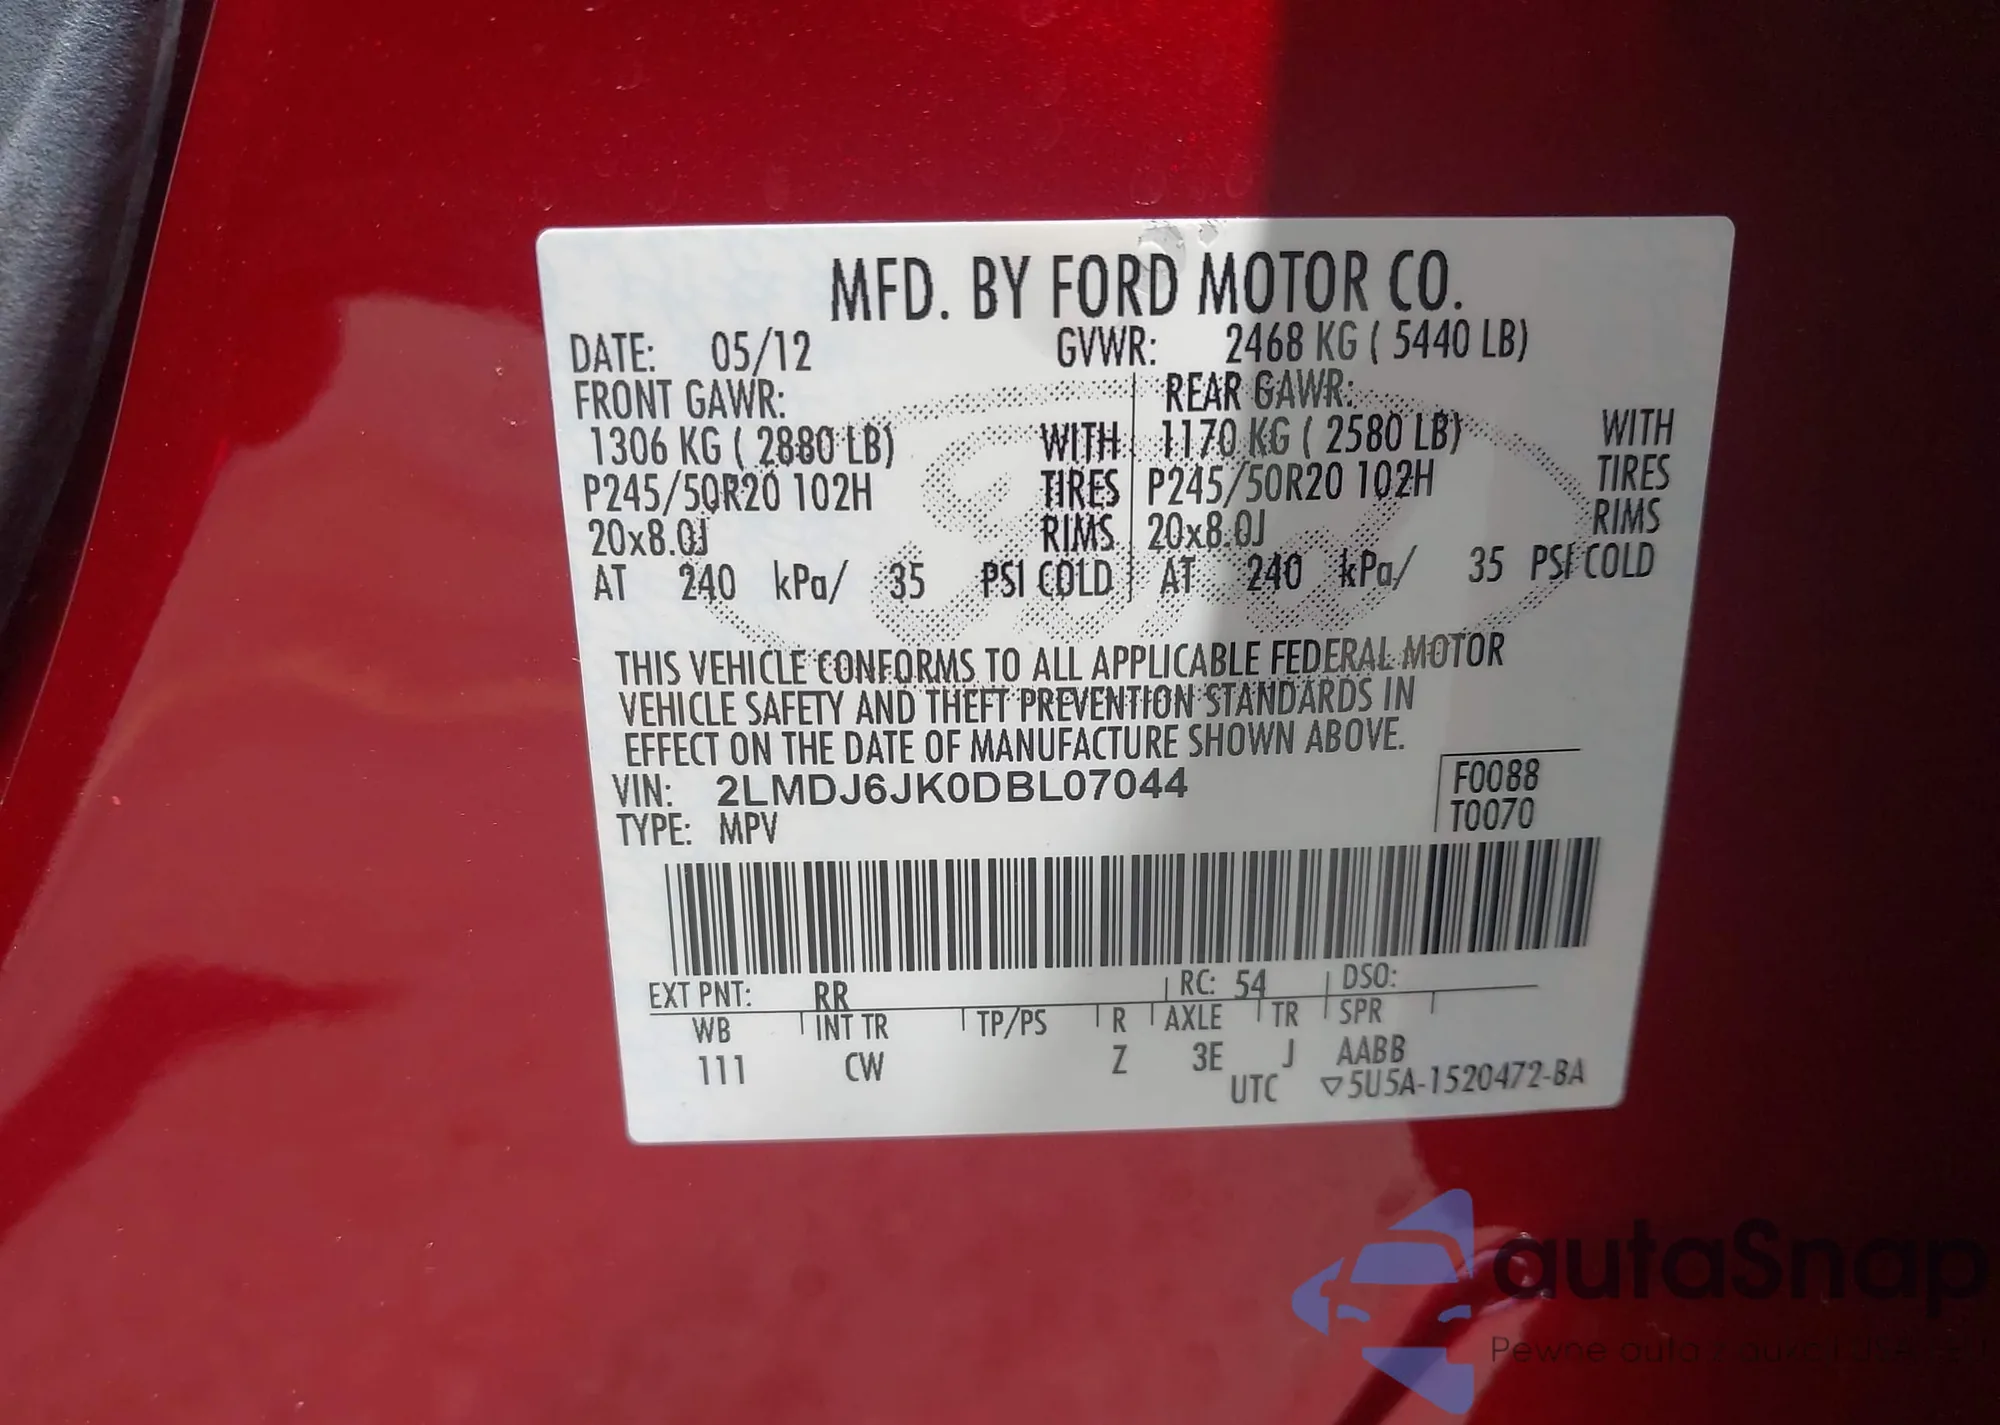 MFD. BY FORD MOTOR CO.
DATE: 05/12 GVWR: 2468 KG ( 5440 LB)
FRONT GAWR: REAR GAWR:
1306 KG ( 2880 LB) WITH 1170 KG ( 2580 LB) WITH
P245/50R20 102H TIRES P245/50R20 102H TIRES
20x8.0J RIMS 20x8.0J RIMS
AT 240 kPa/ 35 PSI COLD AT 240 kPa/ 35 PSI COLD
THIS VEHICLE CONFORMS TO ALL APPLICABLE FEDERAL MOTOR
VEHICLE SAFETY AND THEFT PREVENTION STANDARDS IN
EFFECT ON THE DATE OF MANUFACTURE SHOWN ABOVE.
VIN: 2LMDJ6JK0DBL07044 F0088
TYPE: MPV T0070
EXT PNT: RR RC: 54 DSO:
WB INT TR TP/PS R AXLE TR SPR
111 CW Z 3E J AABB
UTC ▽5U5A-1520472-BA
autaSnap
Pewne auta z